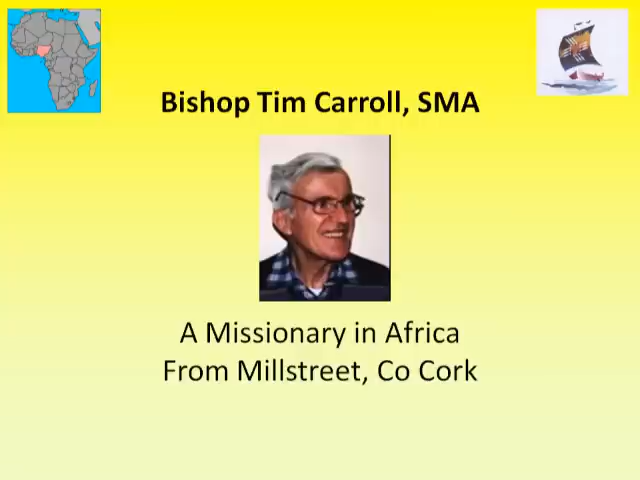 Bishop Tim Carroll, SMA
A Missionary in Africa
From Millstreet, Co Cork